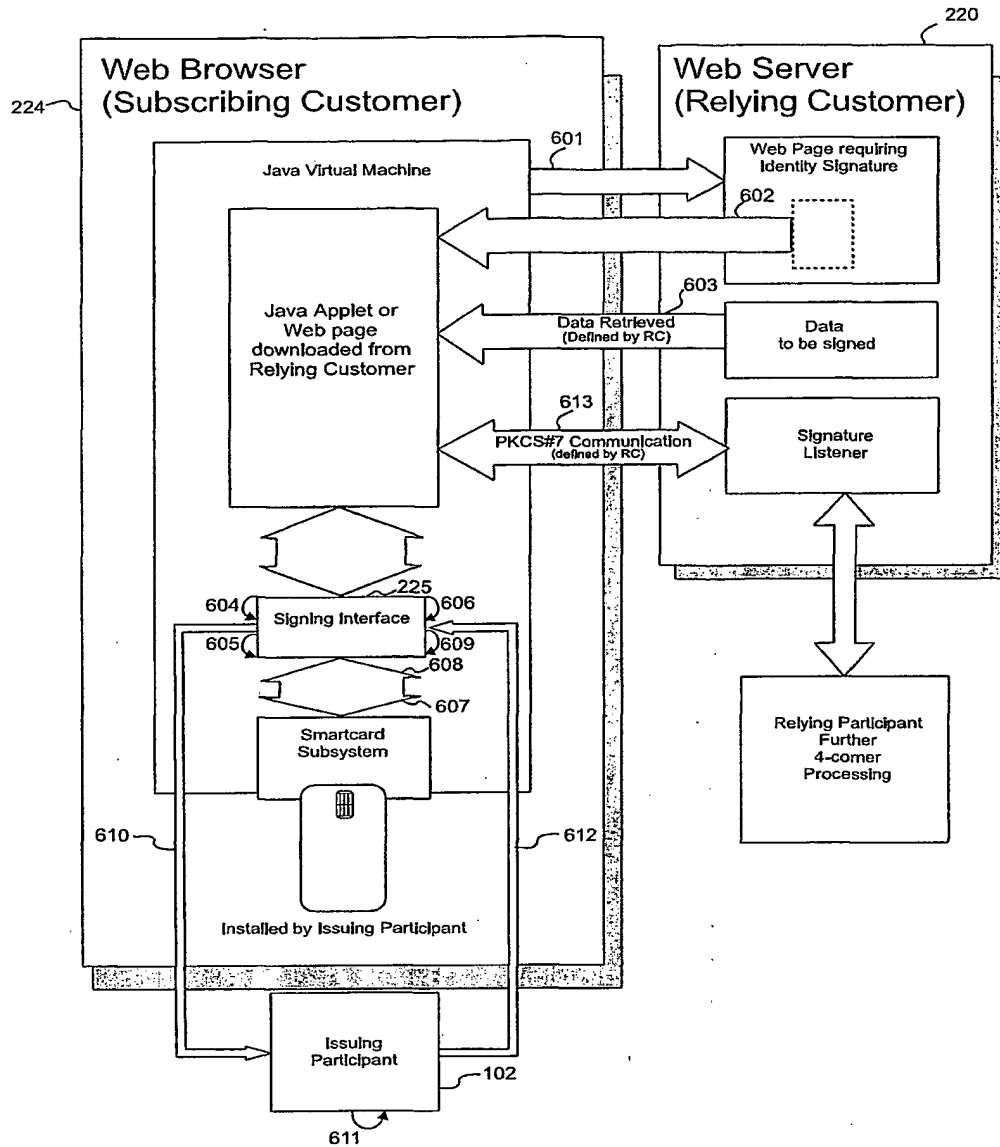 220
Web Browser
(Subscribing Customer)
224
Web Server
(Relying Customer)
Java Virtual Machine
601
Web Page requiring
Identity Signature
602
Java Applet or
Web page
downloaded from
Relying Customer
603
Data Retrieved
(Defined by RC)
Data
to be signed
613
PKCS#7 Communication
(defined by RC)
Signature
Listener
225
604
Signing Interface
606
605
609
608
607
Smartcard
Subsystem
Relying Participant
Further
4-corner
Processing
610
612
Installed by Issuing Participant
Issuing
Participant
102
611